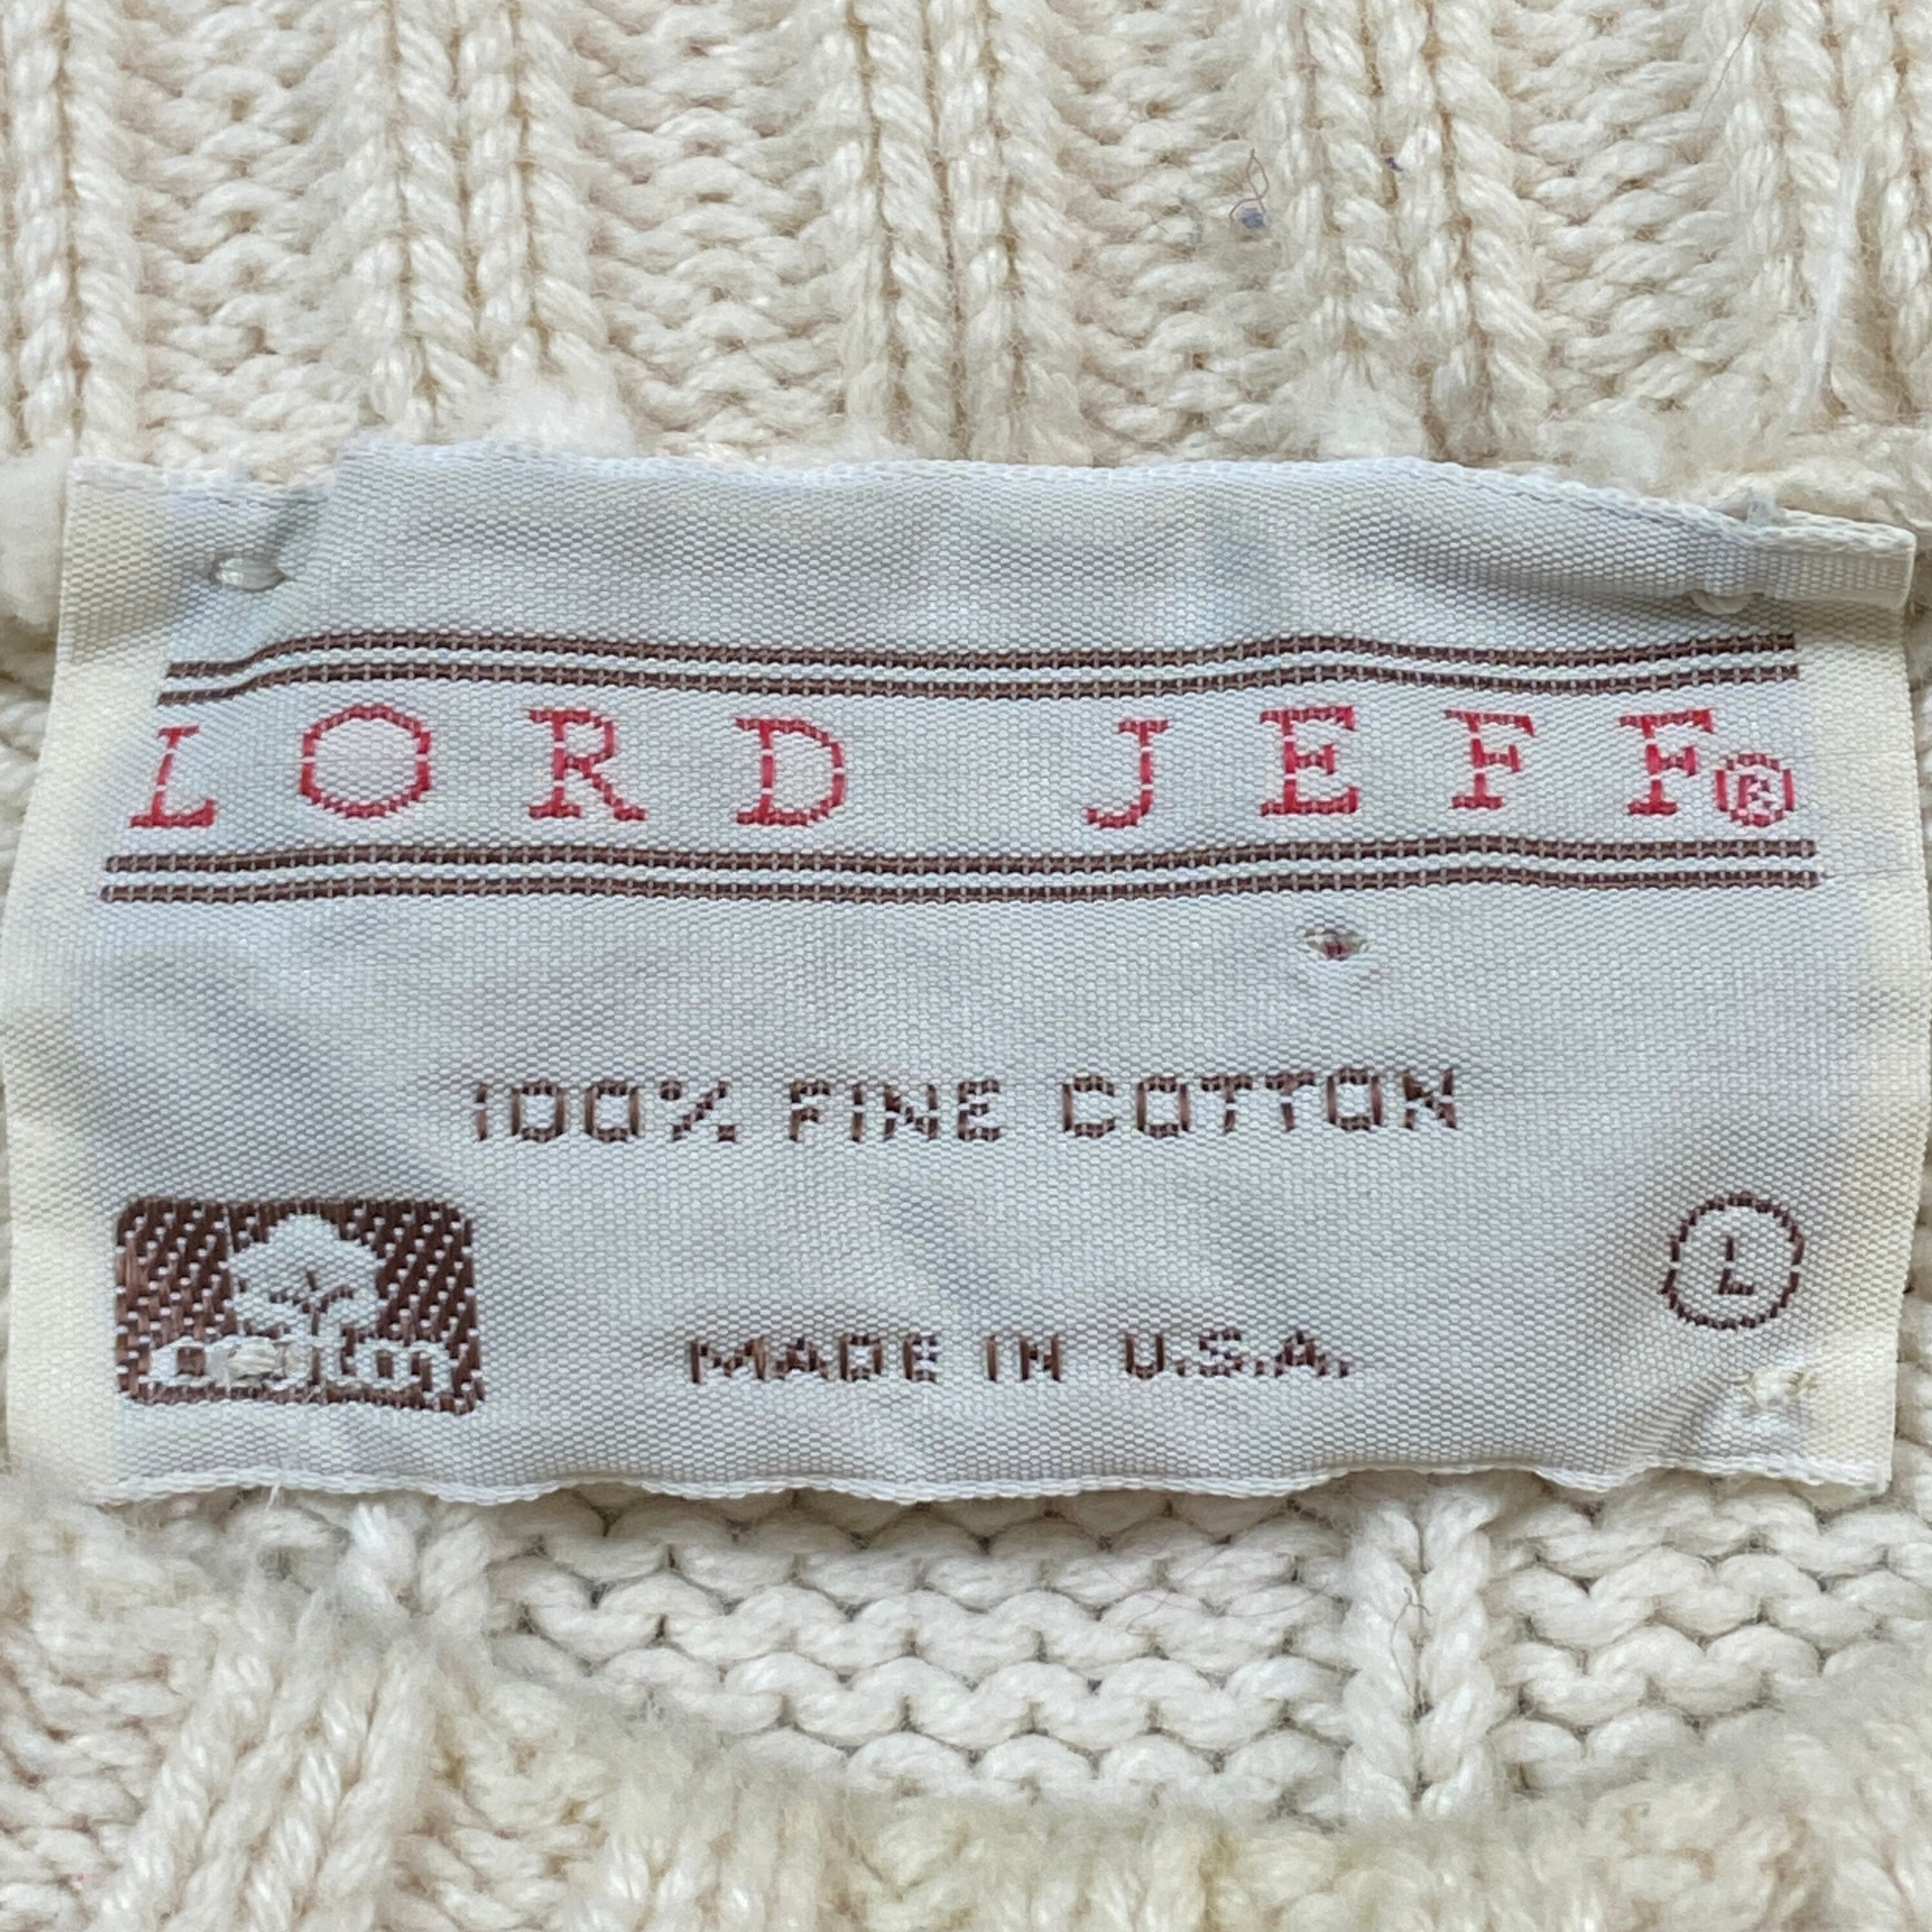 LORD JEFF®
100% FINE COTTON
L
MADE IN U.S.A.